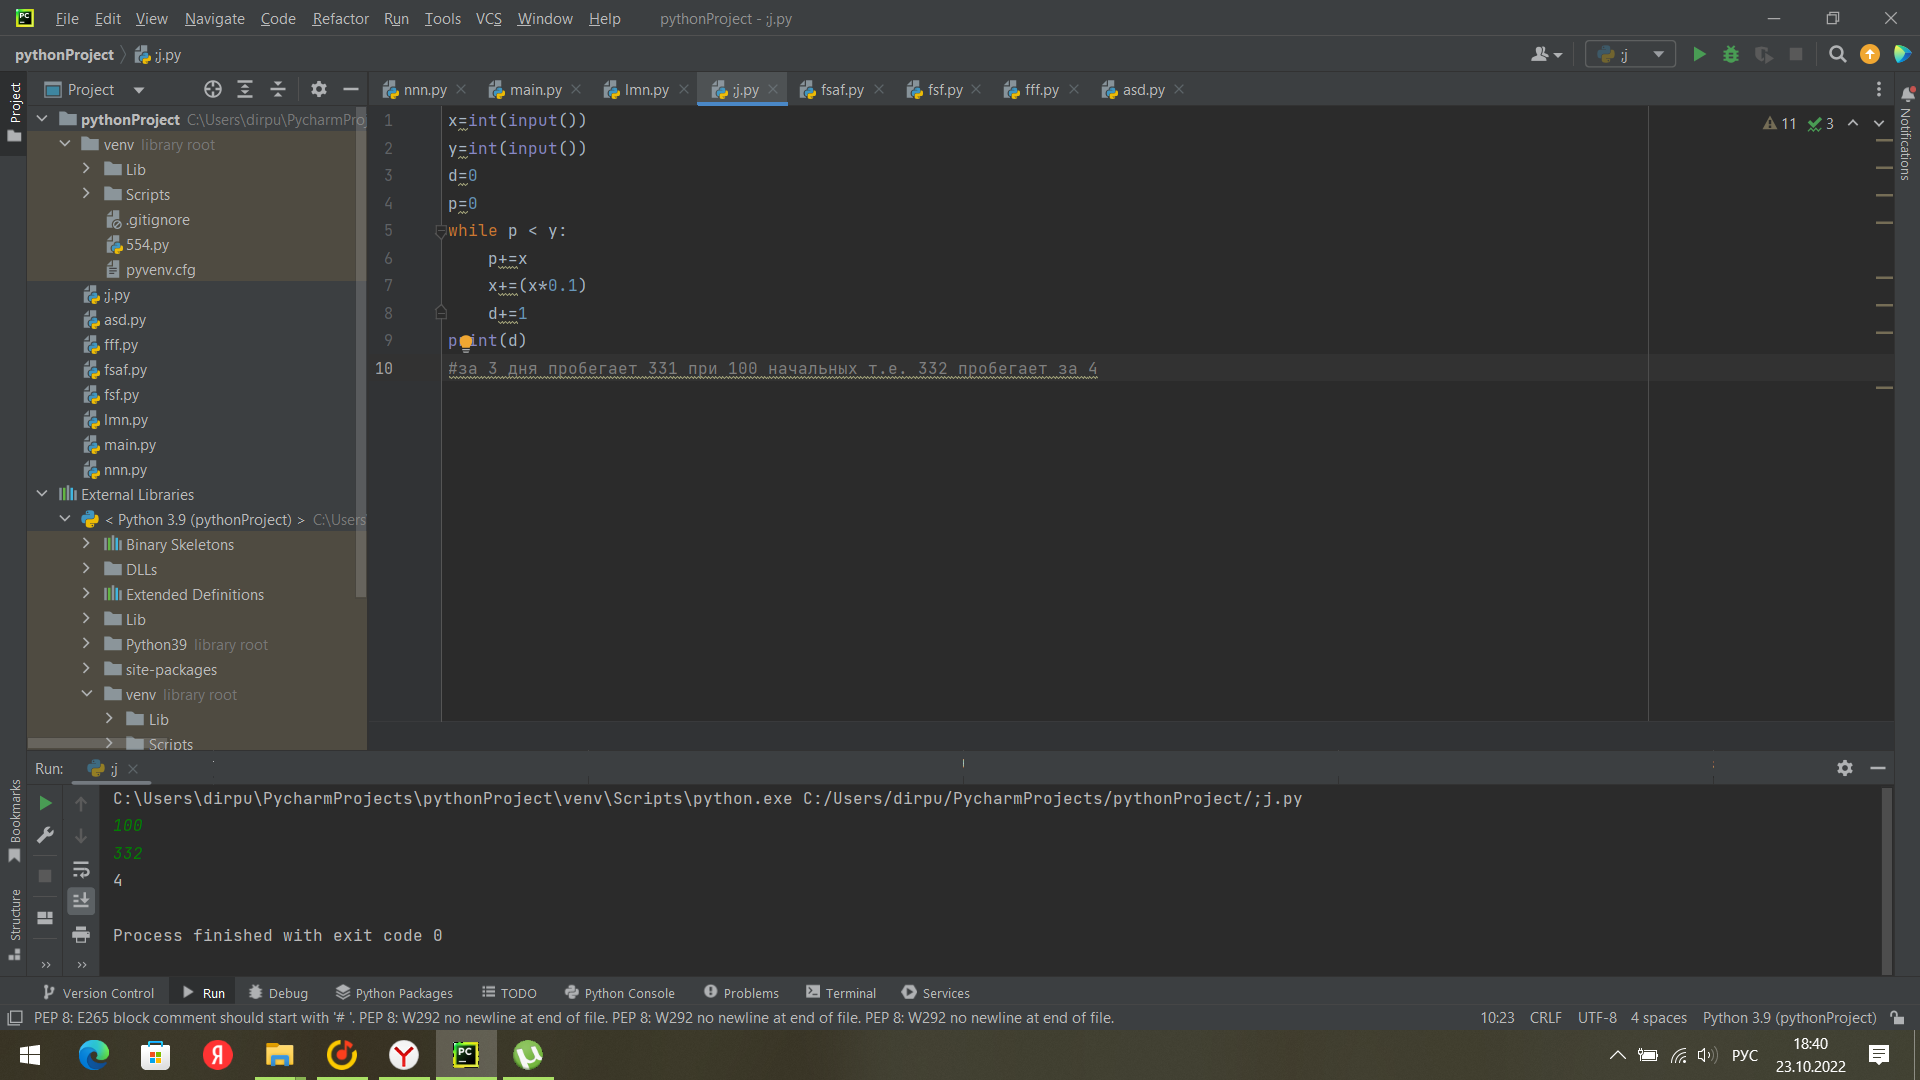 File Edit View Navigate Code Refactor Run Tools VCS Window Help pythonProject - ;j.py
pythonProject ;j.py ;j
Project
nnn.py main.py lmn.py ;j.py fsaf.py fsf.py fff.py asd.py
Project
Notifications
11 3
pythonProject C:\Users\dirpu\PycharmProj
venv library root
Lib
Scripts
.gitignore
554.py
pyvenv.cfg
;j.py
asd.py
fff.py
fsaf.py
fsf.py
lmn.py
main.py
nnn.py
External Libraries
< Python 3.9 (pythonProject) > C:\Users
Binary Skeletons
DLLs
Extended Definitions
Lib
Python39 library root
site-packages
venv library root
Lib
Scripts
1 x=int(input())
2 y=int(input())
3 d=0
4 p=0
5 while p < y:
6 p+=x
7 x+=(x*0.1)
8 d+=1
9 print(d)
10 #за 3 дня пробегает 331 при 100 начальных т.е. 332 пробегает за 4
Run: ;j
C:\Users\dirpu\PycharmProjects\pythonProject\venv\Scripts\python.exe C:/Users/dirpu/PycharmProjects/pythonProject/;j.py
100
332
4
Process finished with exit code 0
Bookmarks
Structure
Version Control Run Debug Python Packages TODO Python Console Problems Terminal Services
PEP 8: E265 block comment should start with '# '. PEP 8: W292 no newline at end of file. PEP 8: W292 no newline at end of file. PEP 8: W292 no newline at end of file. 10:23 CRLF UTF-8 4 spaces Python 3.9 (pythonProject)
PC
РУС
18:40
23.10.2022